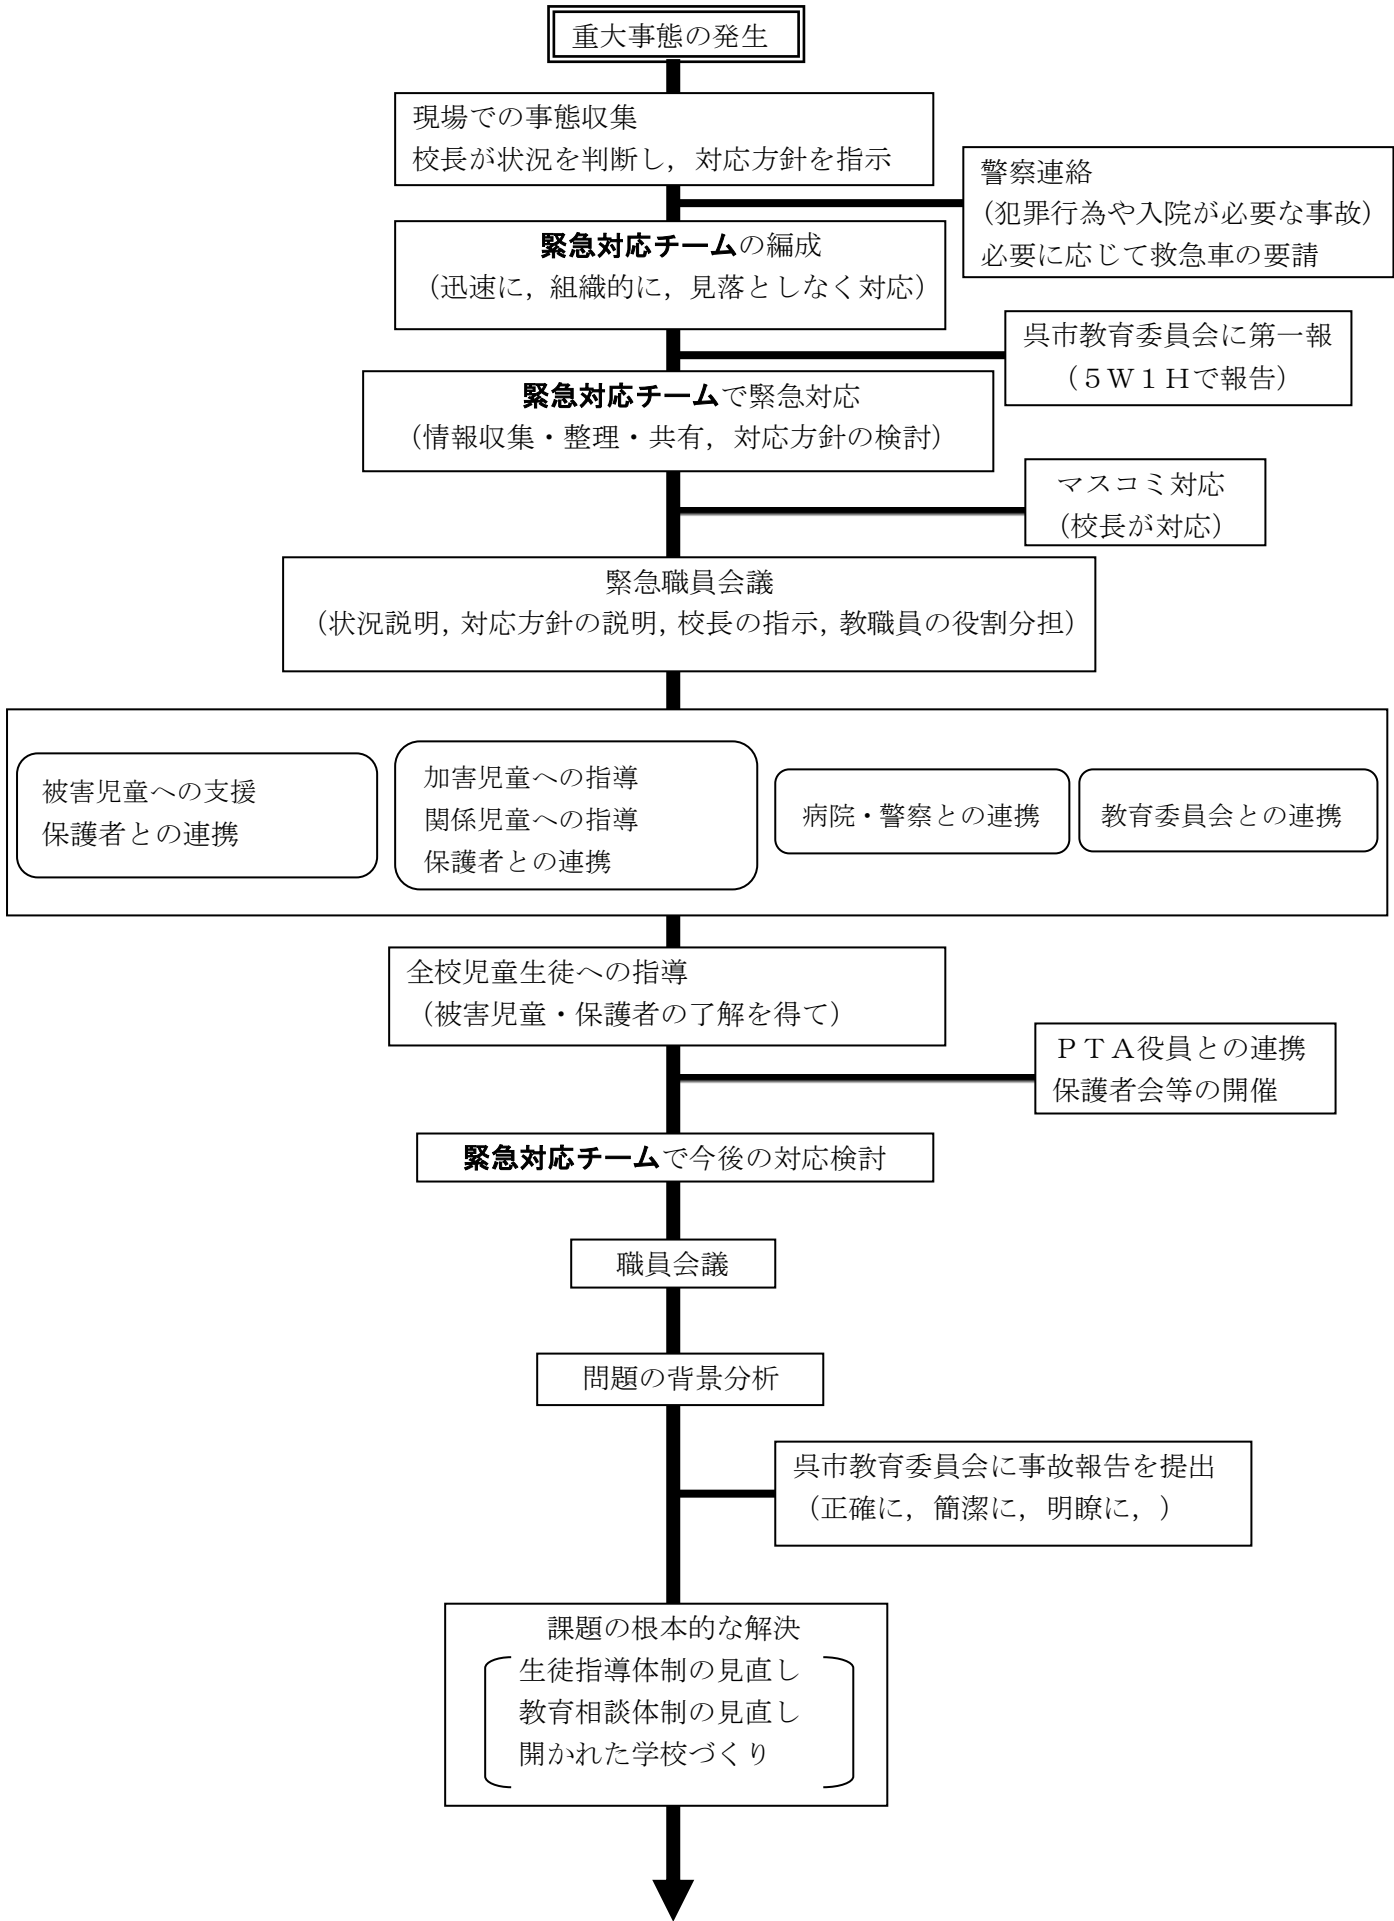 重大事態の発生
現場での事態収集
校長が状況を判断し，対応方針を指示
警察連絡
（犯罪行為や入院が必要な事故）
必要に応じて救急車の要請
緊急対応チームの編成
（迅速に，組織的に，見落としなく対応）
呉市教育委員会に第一報
（５Ｗ１Ｈで報告）
緊急対応チームで緊急対応
（情報収集・整理・共有，対応方針の検討）
マスコミ対応
（校長が対応）
緊急職員会議
（状況説明，対応方針の説明，校長の指示，教職員の役割分担）
被害児童への支援
保護者との連携
加害児童への指導
関係児童への指導
保護者との連携
病院・警察との連携
教育委員会との連携
全校児童生徒への指導
（被害児童・保護者の了解を得て）
ＰＴＡ役員との連携
保護者会等の開催
緊急対応チームで今後の対応検討
職員会議
問題の背景分析
呉市教育委員会に事故報告を提出
（正確に，簡潔に，明瞭に，）
課題の根本的な解決
生徒指導体制の見直し
教育相談体制の見直し
開かれた学校づくり